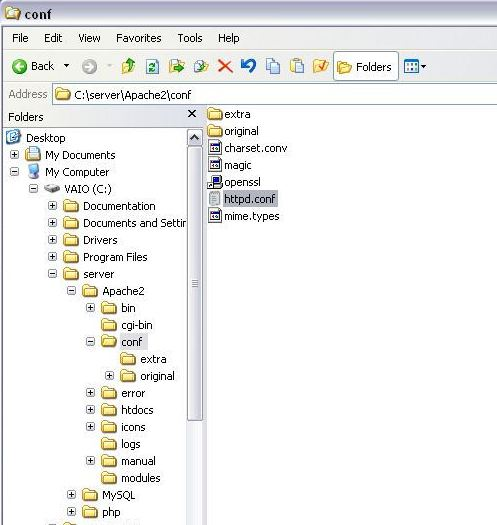 conf
File Edit View Favorites Tools Help
Back Folders
Address C:\server\Apache2\conf
Folders
Desktop
My Documents
My Computer
VAIO (C:)
Documentation
Documents and Settir
Drivers
Program Files
server
Apache2
bin
cgi-bin
conf
extra
original
error
htdocs
icons
logs
manual
modules
MySQL
php
extra
original
charset.conv
magic
openssl
httpd.conf
mime.types